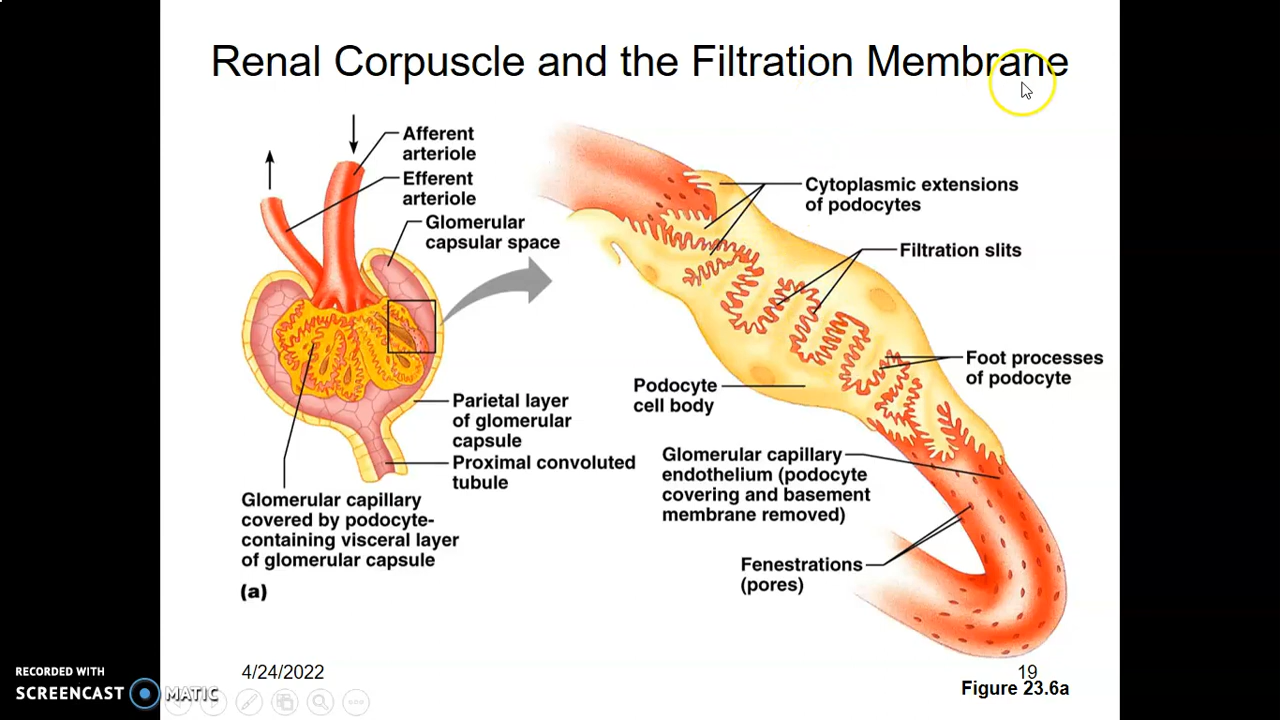 Renal Corpuscle and the Filtration Membrane
Afferent
arteriole
Efferent
arteriole
Glomerular
capsular space
Cytoplasmic extensions
of podocytes
Filtration slits
Foot processes
of podocyte
Podocyte
cell body
Parietal layer
of glomerular
capsule
Proximal convoluted
tubule
Glomerular capillary
endothelium (podocyte
covering and basement
membrane removed)
Glomerular capillary
covered by podocyte-
containing visceral layer
of glomerular capsule
Fenestrations
(pores)
(a)
4/24/2022
19
Figure 23.6a
RECORDED WITH
SCREENCAST MATIC